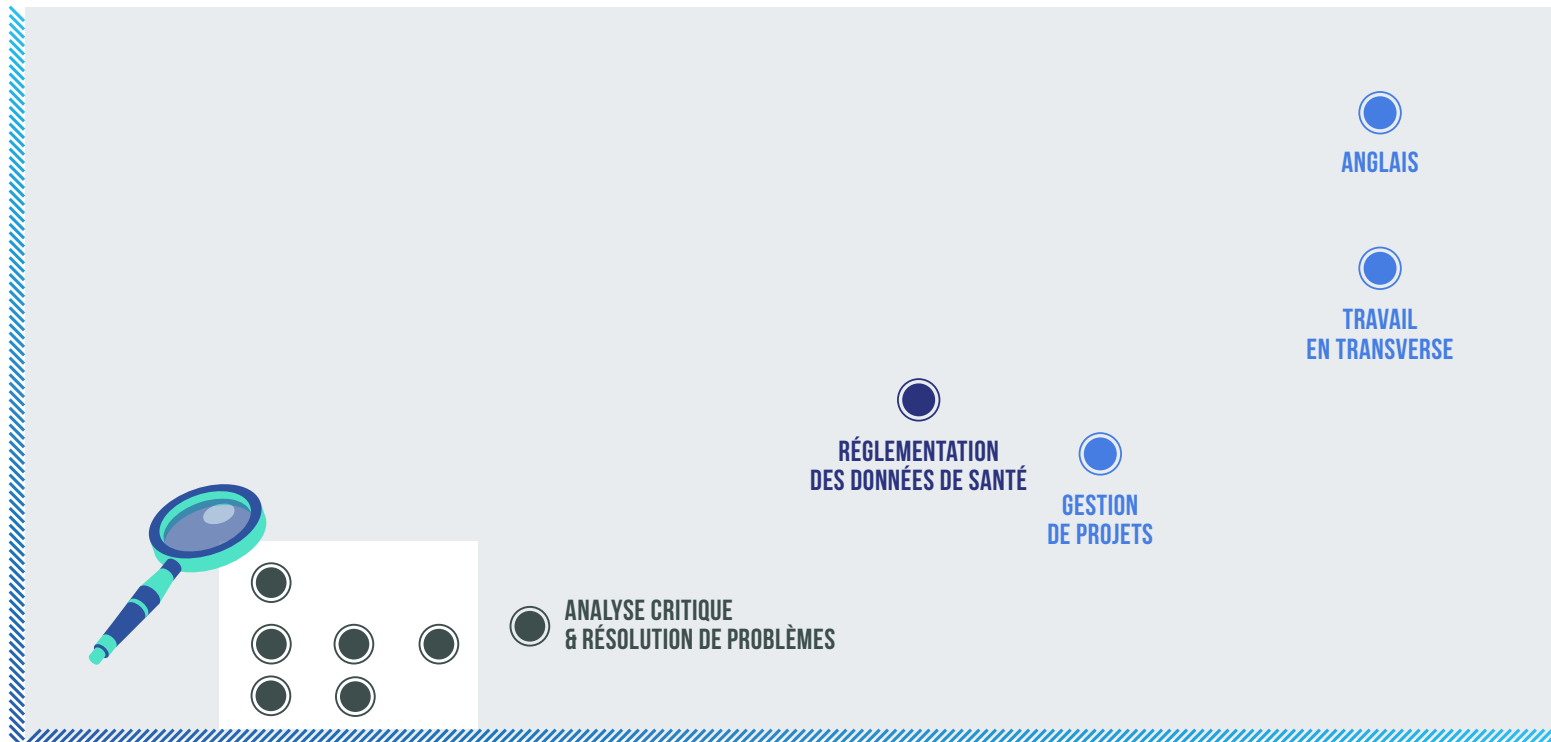 ANGLAIS
TRAVAIL
EN TRANSVERSE
RÉGLEMENTATION
DES DONNÉES DE SANTÉ
GESTION
DE PROJETS
ANALYSE CRITIQUE
& RÉSOLUTION DE PROBLÈMES